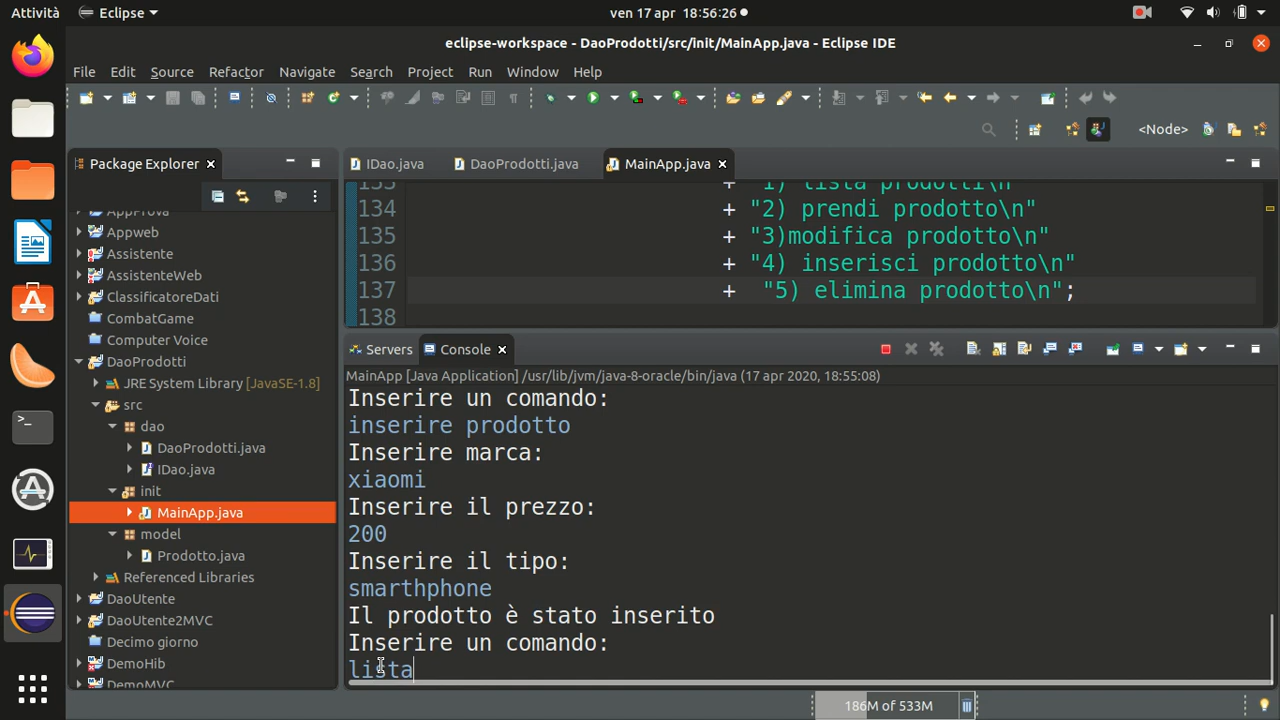 Attività
Eclipse
ven 17 apr 18:56:26
eclipse-workspace - DaoProdotti/src/init/MainApp.java - Eclipse IDE
File Edit Source Refactor Navigate Search Project Run Window Help
<Node>
Package Explorer
IDao.java
DaoProdotti.java
MainApp.java
AppProva
Appweb
Assistente
AssistenteWeb
ClassificatoreDati
CombatGame
Computer Voice
DaoProdotti
JRE System Library [JavaSE-1.8]
src
dao
DaoProdotti.java
IDao.java
init
MainApp.java
model
Prodotto.java
Referenced Libraries
DaoUtente
DaoUtente2MVC
Decimo giorno
DemoHib
DemoMVC
133 + "1) lista prodotti\n"
134 + "2) prendi prodotto\n"
135 + "3)modifica prodotto\n"
136 + "4) inserisci prodotto\n"
137 + "5) elimina prodotto\n";
138
Servers
Console
MainApp [Java Application] /usr/lib/jvm/java-8-oracle/bin/java (17 apr 2020, 18:55:08)
Inserire un comando:
inserire prodotto
Inserire marca:
xiaomi
Inserire il prezzo:
200
Inserire il tipo:
smarthphone
Il prodotto è stato inserito
Inserire un comando:
lista
186M of 533M